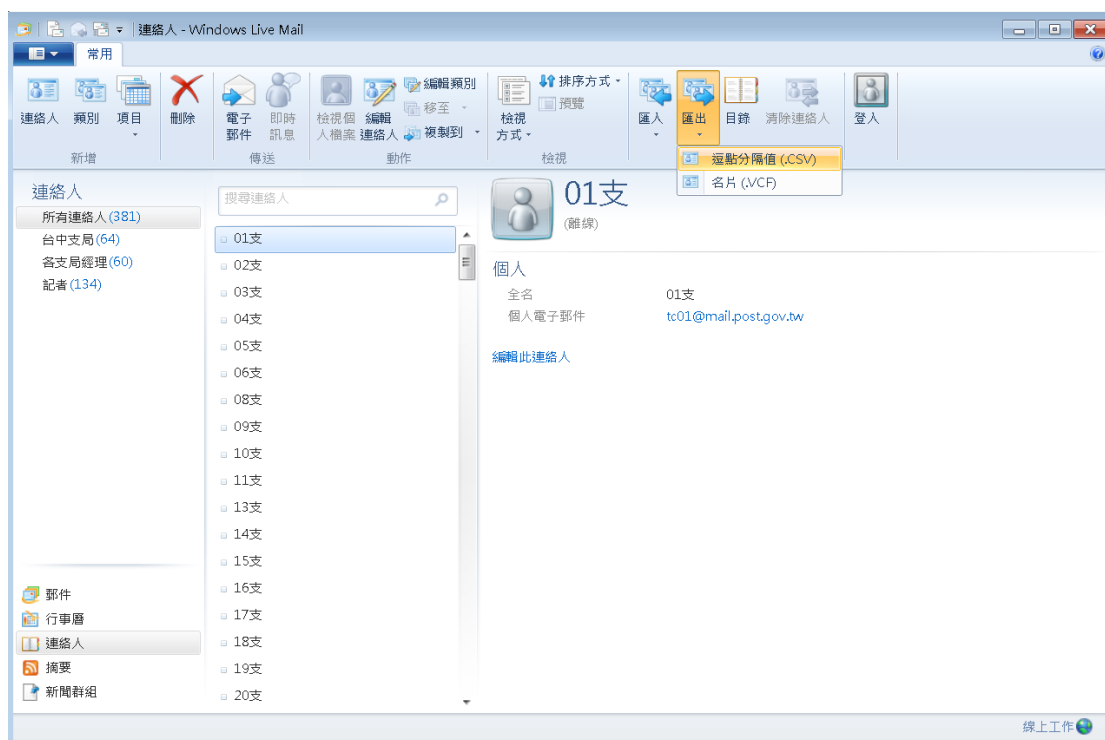 連絡人 - Windows Live Mail
常用
連絡人
類別
項目
刪除
電子郵件
即時訊息
檢視個人檔案
編輯連絡人
編輯類別
移至
複製到
檢視方式
排序方式
預覽
匯入
匯出
目錄
清除連絡人
登入
新增
傳送
動作
檢視
逗點分隔值 (.CSV)
名片 (.VCF)
連絡人
所有連絡人 (381)
台中支局 (64)
各支局經理 (60)
記者 (134)
搜尋連絡人
01支
02支
03支
04支
05支
06支
08支
09支
10支
11支
13支
14支
15支
16支
17支
18支
19支
20支
01支
(離線)
個人
全名 01支
個人電子郵件 tc01@mail.post.gov.tw
編輯此連絡人
郵件
行事曆
連絡人
摘要
新聞群組
線上工作